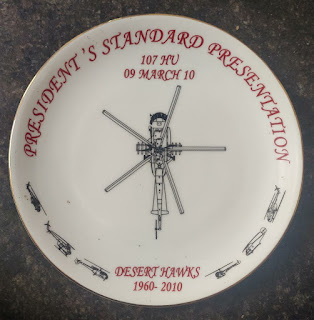 PRESIDENT'S STANDARD PRESENTATION
107 HU
09 MARCH 10
DESERT HAWKS
1960- 2010